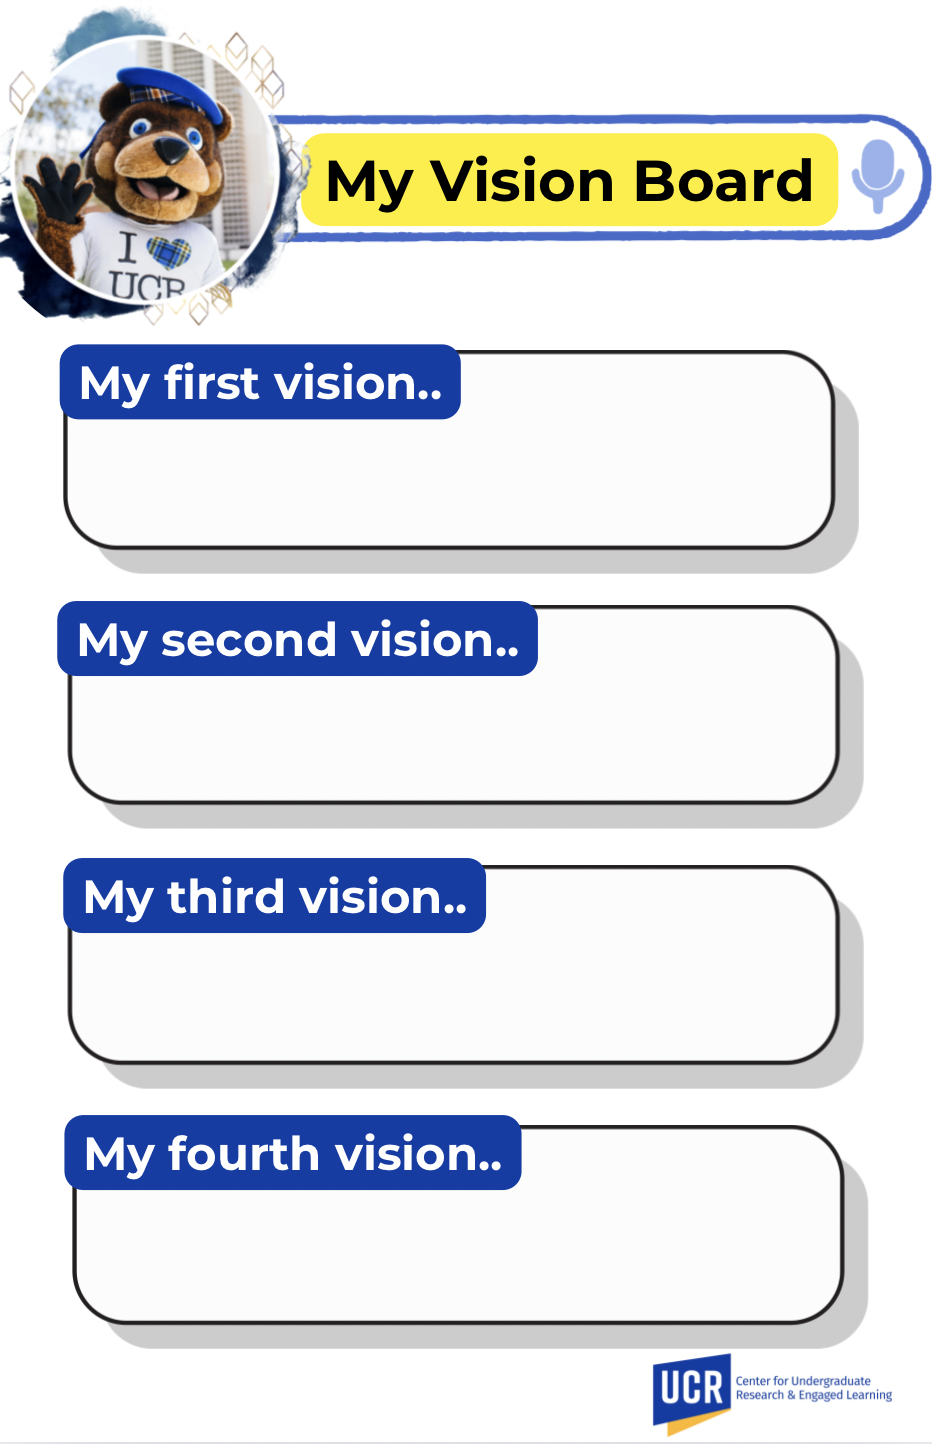 My Vision Board
I
UCR
My first vision..
My second vision..
My third vision..
My fourth vision..
UCR
Center for Undergraduate
Research & Engaged Learning